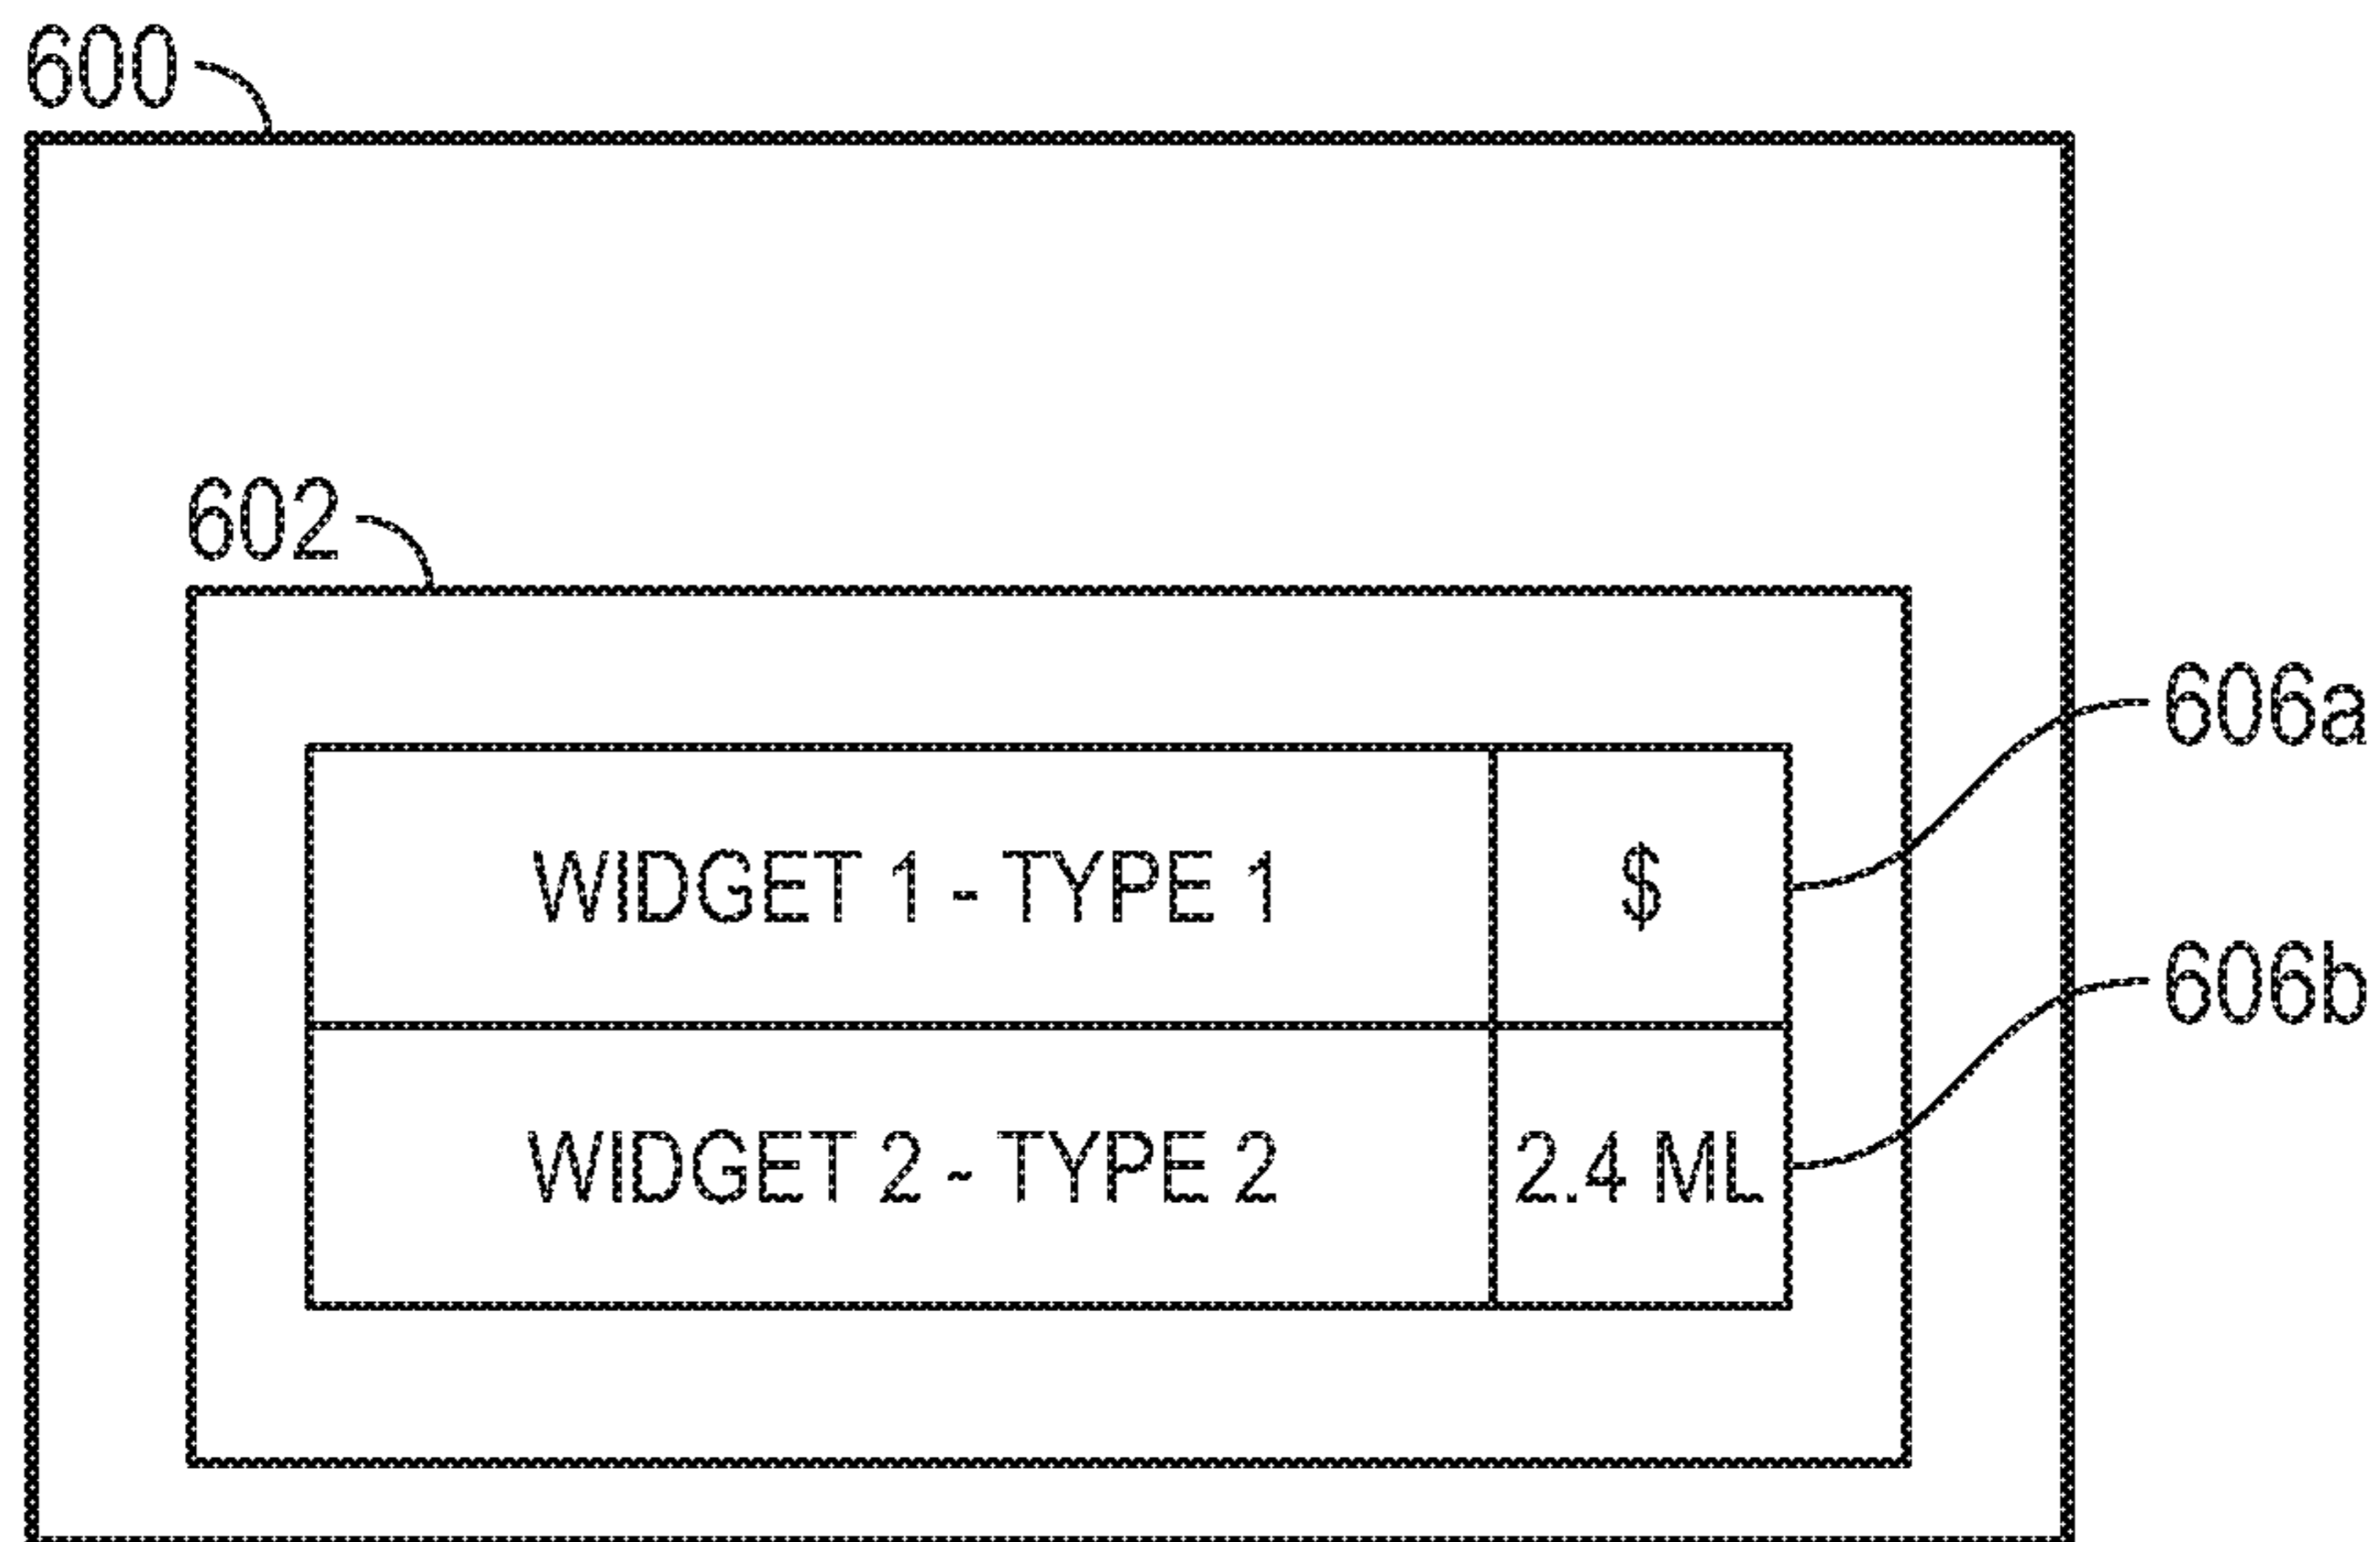 600
602
606a
WIDGET 1 - TYPE 1 $
606b
WIDGET 2 - TYPE 2 2.4 ML